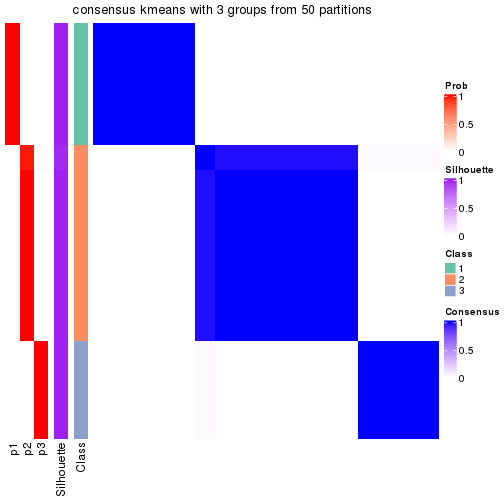 consensus kmeans with 3 groups from 50 partitions
Prob
1
0.5
0
Silhouette
1
0.5
0
Class
1
2
3
Consensus
1
0.5
0
p1
p2
p3
Silhouette
Class